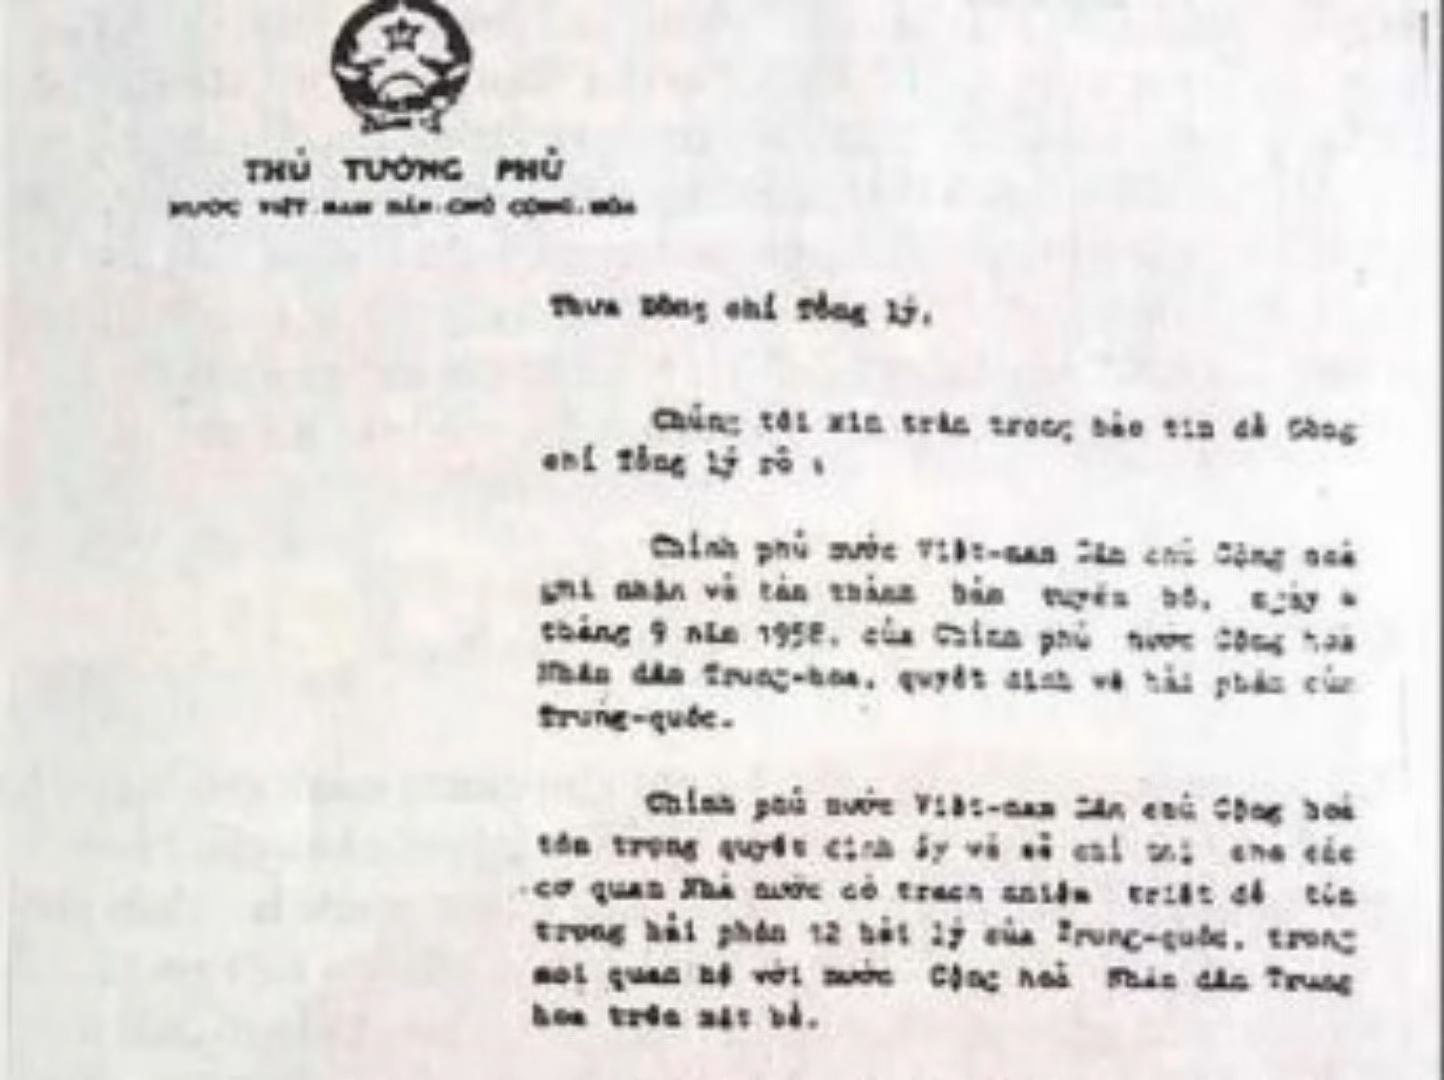 THỦ TƯỚNG PHỦ
NƯỚC VIỆT-NAM DÂN-CHỦ CỘNG-HÒA
Thưa Đồng chí Tổng lý,
Chúng tôi xin trân trọng báo tin để Đồng
chí Tổng lý rõ :
Chính phủ nước Việt-nam Dân chủ Cộng hoà
ghi nhận và tán thành bản tuyên bố, ngày 4
tháng 9 năm 1958, của Chính phủ nước Cộng hoà
Nhân dân Trung-hoa, quyết định về hải phận của
Trung-quốc.
Chính phủ nước Việt-nam Dân chủ Cộng hoà
tôn trọng quyết định ấy và sẽ chỉ thị cho các
cơ quan Nhà nước có trách nhiệm triệt để tôn
trọng hải phận 12 hải lý của Trung-quốc, trong
mọi quan hệ với nước Cộng hoà Nhân dân Trung
hoa trên mặt bể.